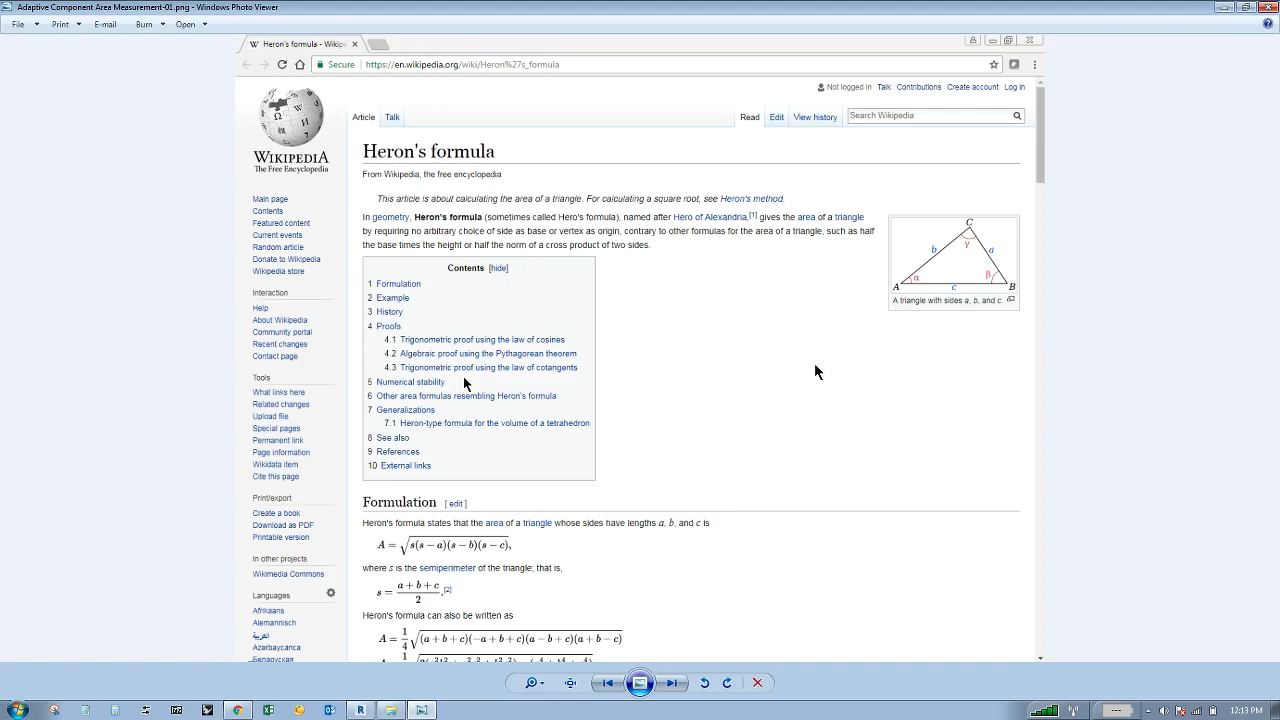 Adaptive Component Area Measurement-01.png - Windows Photo Viewer
File Print E-mail Burn Open
Heron's formula - Wikip
Secure https://en.wikipedia.org/wiki/Heron%27s_formula
Not logged in Talk Contributions Create account Log in
Article Talk Read Edit View history Search Wikipedia
WIKIPEDIA
The Free Encyclopedia
Main page
Contents
Featured content
Current events
Random article
Donate to Wikipedia
Wikipedia store
Interaction
Help
About Wikipedia
Community portal
Recent changes
Contact page
Tools
What links here
Related changes
Upload file
Special pages
Permanent link
Page information
Wikidata item
Cite this page
Print/export
Create a book
Download as PDF
Printable version
In other projects
Wikimedia Commons
Languages
Afrikaans
Alemannisch
العربية
Azərbaycanca
Беларуская
Heron's formula
From Wikipedia, the free encyclopedia
This article is about calculating the area of a triangle. For calculating a square root, see Heron's method.
In geometry, Heron's formula (sometimes called Hero's formula), named after Hero of Alexandria,[1] gives the area of a triangle
by requiring no arbitrary choice of side as base or vertex as origin, contrary to other formulas for the area of a triangle, such as half
the base times the height or half the norm of a cross product of two sides.
C
γ
b a
α β
A c B
A triangle with sides a, b, and c.
Contents [hide]
1 Formulation
2 Example
3 History
4 Proofs
4.1 Trigonometric proof using the law of cosines
4.2 Algebraic proof using the Pythagorean theorem
4.3 Trigonometric proof using the law of cotangents
5 Numerical stability
6 Other area formulas resembling Heron's formula
7 Generalizations
7.1 Heron-type formula for the volume of a tetrahedron
8 See also
9 References
10 External links
Formulation [ edit ]
Heron's formula states that the area of a triangle whose sides have lengths a, b, and c is
A = √s(s − a)(s − b)(s − c),
where s is the semiperimeter of the triangle; that is,
s = (a + b + c)/2.[2]
Heron's formula can also be written as
A = 1/4 √(a + b + c)(−a + b + c)(a − b + c)(a + b − c)
12:13 PM